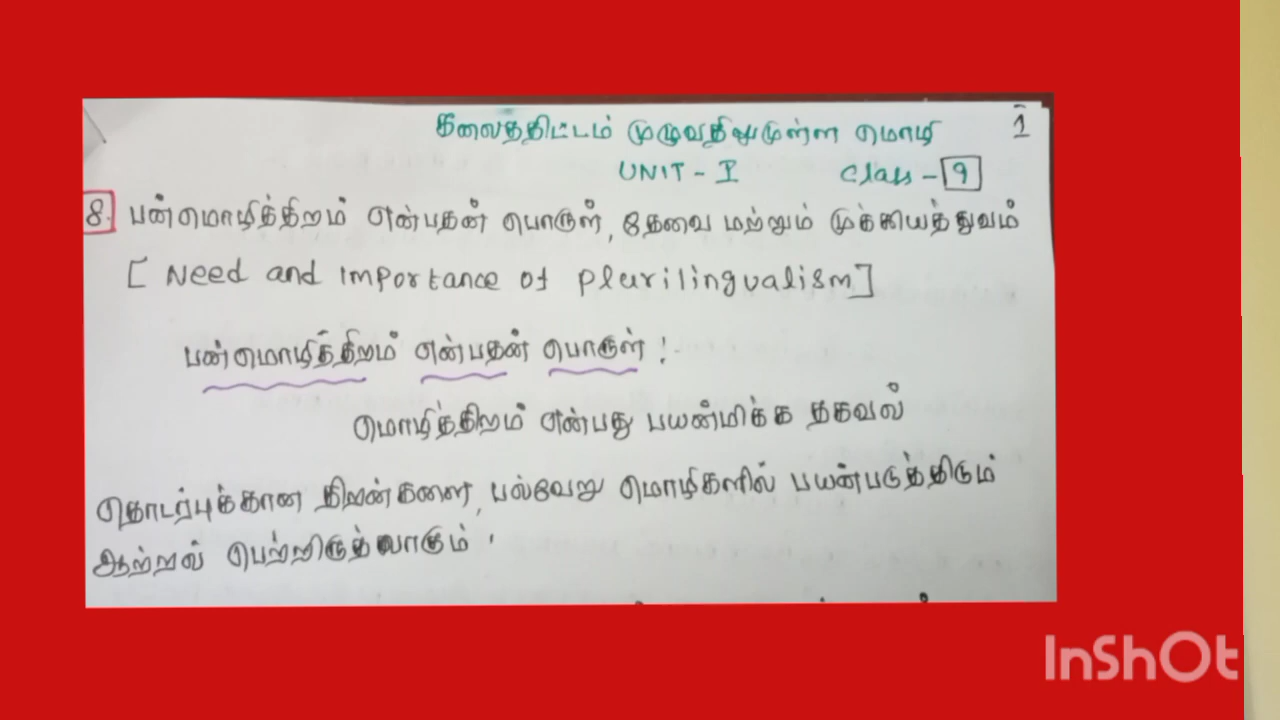 கலைத்திட்டம் முழுவதிலுமுள்ள மொழி 1
UNIT - I Class - 9
8. பன்மொழித்திறம் என்பதன் பொருள், தேவை மற்றும் முக்கியத்துவம்
[ Need and importance of plurilingualism]
பன்மொழித்திறம் என்பதன் பொருள் :-
மொழித்திறம் என்பது பயன்மிக்க தகவல்
தொடர்புக்கான திறன்களை, பல்வேறு மொழிகளில் பயன்படுத்திடும்
ஆற்றல் பெற்றிருத்லாகும் .
InShOt